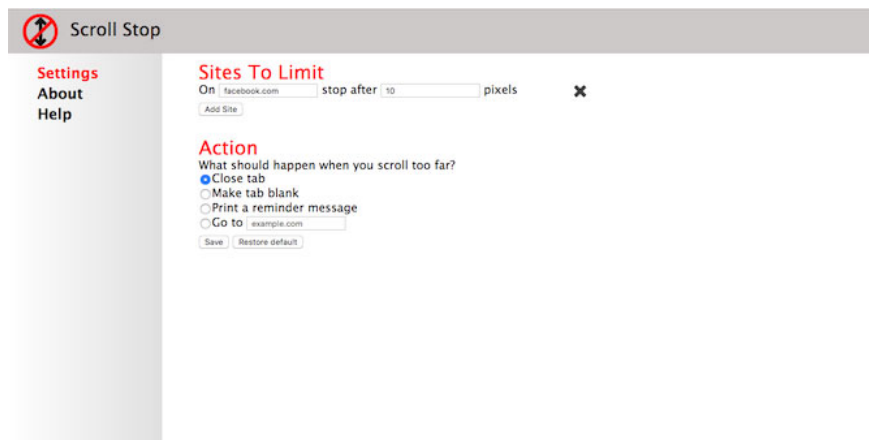 Scroll Stop
Settings
About
Help
Sites To Limit
On facebook.com stop after 10 pixels
Add Site
Action
What should happen when you scroll too far?
Close tab
Make tab blank
Print a reminder message
Go to example.com
Save Restore default